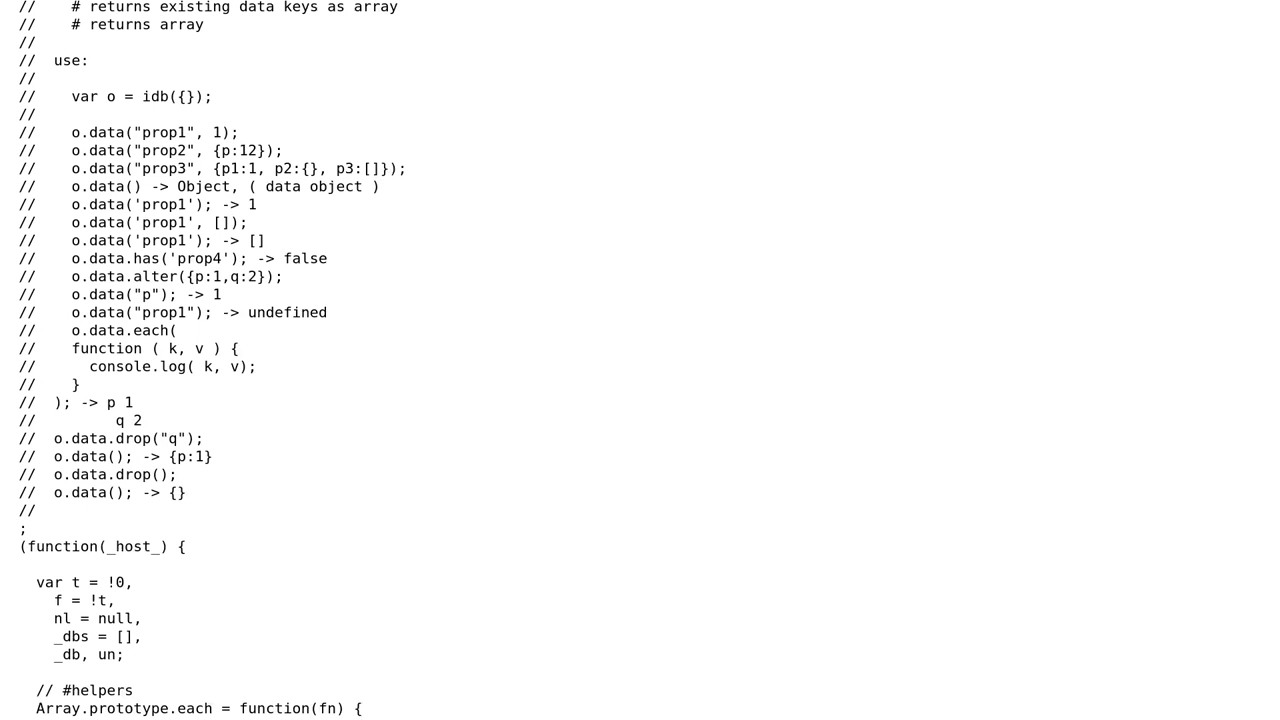 //    # returns existing data keys as array
//    # returns array
//
//  use:
//
//    var o = idb({});
//
//    o.data("prop1", 1);
//    o.data("prop2", {p:12});
//    o.data("prop3", {p1:1, p2:{}, p3:[]});
//    o.data() -> Object, ( data object )
//    o.data('prop1'); -> 1
//    o.data('prop1', []);
//    o.data('prop1'); -> []
//    o.data.has('prop4'); -> false
//    o.data.alter({p:1,q:2});
//    o.data("p"); -> 1
//    o.data("prop1"); -> undefined
//    o.data.each(
//    function ( k, v ) {
//      console.log( k, v);
//    }
//  ); -> p 1
//         q 2
//  o.data.drop("q");
//  o.data(); -> {p:1}
//  o.data.drop();
//  o.data(); -> {}
//
;
(function(_host_) {

  var t = !0,
    f = !t,
    nl = null,
    _dbs = [],
    _db, un;

  // #helpers
  Array.prototype.each = function(fn) {